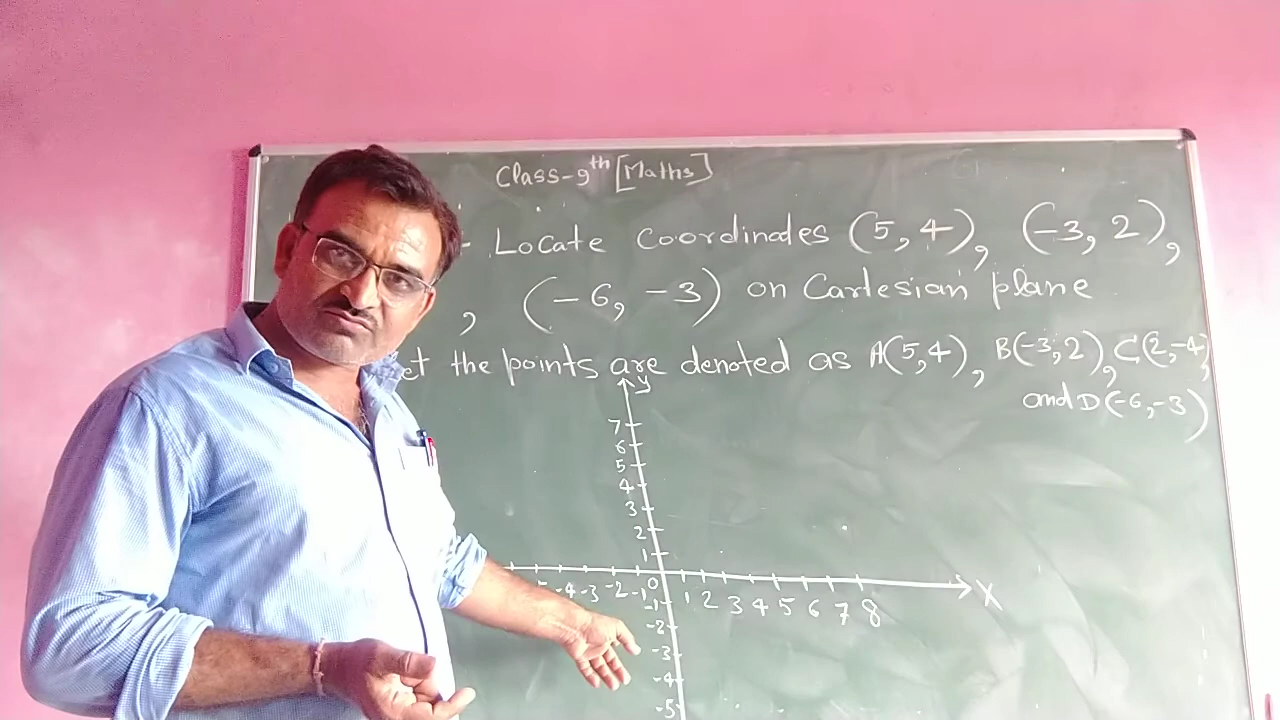 Class-9th [Maths]
- Locate coordinates (5,4), (-3, 2),
, (-6, -3) on Cartesian plane
et the points are denoted as A(5,4), B(-3,2), C(2,-4)
and D(-6,-3)
y
7
6
5
4
3
2
1
-4 -3 -2 -1 0 1 2 3 4 5 6 7 8 X
-1
-2
-3
-4
-5